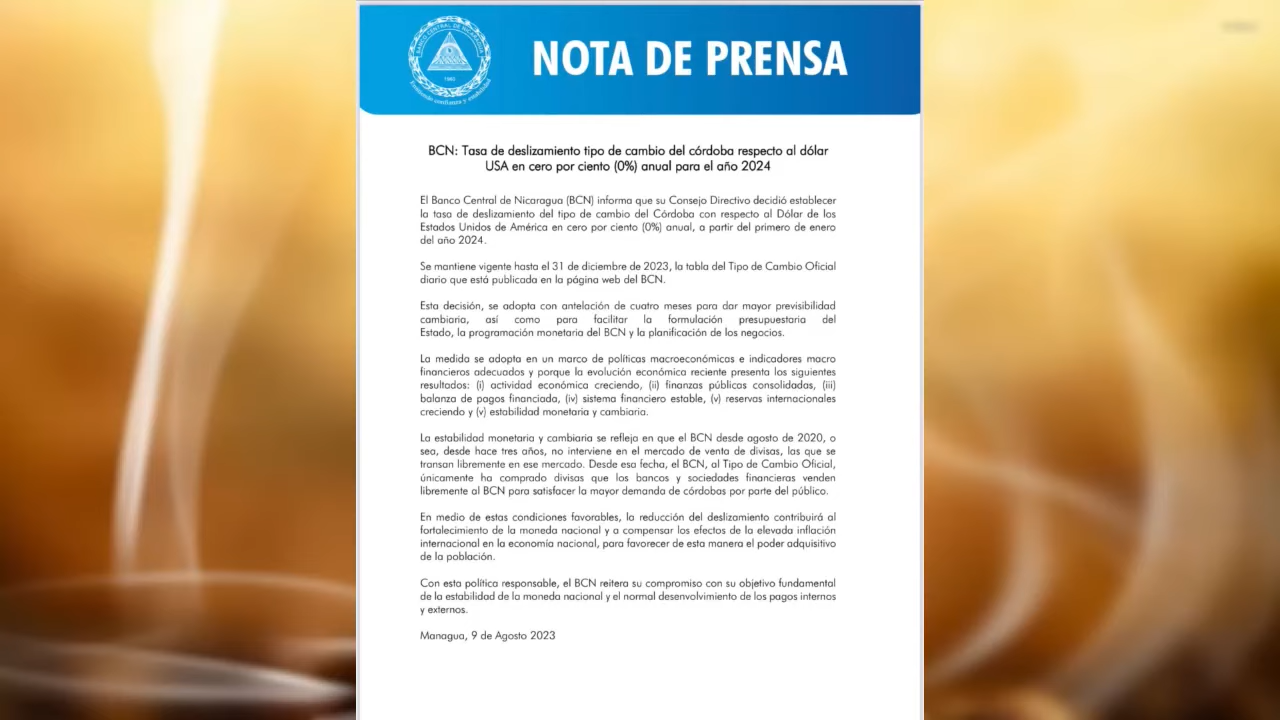 BANCO CENTRAL DE NICARAGUA
1960
Emitiendo confianza y estabilidad
NOTA DE PRENSA
BCN: Tasa de deslizamiento tipo de cambio del córdoba respecto al dólar
USA en cero por ciento (0%) anual para el año 2024
El Banco Central de Nicaragua (BCN) informa que su Consejo Directivo decidió establecer
la tasa de deslizamiento del tipo de cambio del Córdoba con respecto al Dólar de los
Estados Unidos de América en cero por ciento (0%) anual, a partir del primero de enero
del año 2024.
Se mantiene vigente hasta el 31 de diciembre de 2023, la tabla del Tipo de Cambio Oficial
diario que está publicada en la página web del BCN.
Esta decisión, se adopta con antelación de cuatro meses para dar mayor previsibilidad
cambiaria, así como para facilitar la formulación presupuestaria del
Estado, la programación monetaria del BCN y la planificación de los negocios.
La medida se adopta en un marco de políticas macroeconómicas e indicadores macro
financieros adecuados y porque la evolución económica reciente presenta los siguientes
resultados: (i) actividad económica creciendo, (ii) finanzas públicas consolidadas, (iii)
balanza de pagos financiada, (iv) sistema financiero estable, (v) reservas internacionales
creciendo y (v) estabilidad monetaria y cambiaria.
La estabilidad monetaria y cambiaria se refleja en que el BCN desde agosto de 2020, o
sea, desde hace tres años, no interviene en el mercado de venta de divisas, las que se
transan libremente en ese mercado. Desde esa fecha, el BCN, al Tipo de Cambio Oficial,
únicamente ha comprado divisas que los bancos y sociedades financieras venden
libremente al BCN para satisfacer la mayor demanda de córdobas por parte del público.
En medio de estas condiciones favorables, la reducción del deslizamiento contribuirá al
fortalecimiento de la moneda nacional y a compensar los efectos de la elevada inflación
internacional en la economía nacional, para favorecer de esta manera el poder adquisitivo
de la población.
Con esta política responsable, el BCN reitera su compromiso con su objetivo fundamental
de la estabilidad de la moneda nacional y el normal desenvolvimiento de los pagos internos
y externos.
Managua, 9 de Agosto 2023